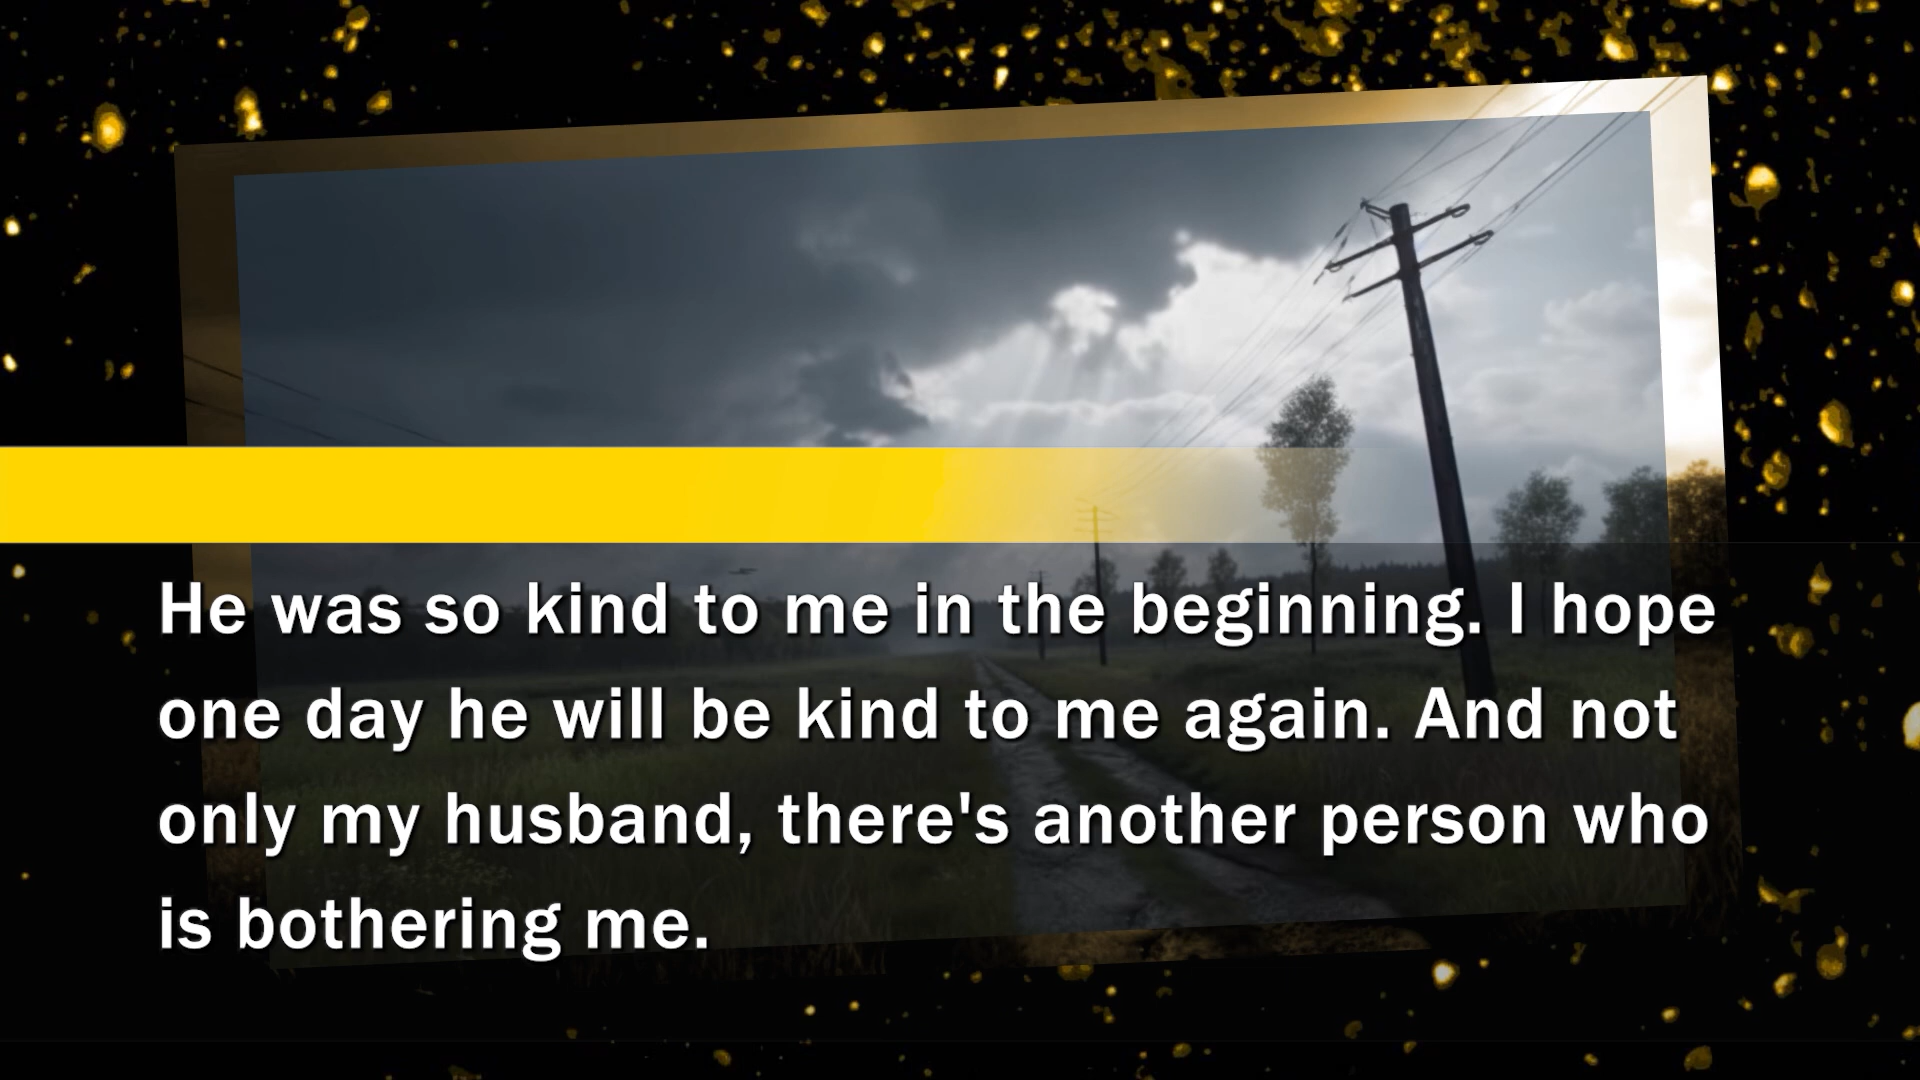 He was so kind to me in the beginning. I hope
one day he will be kind to me again. And not
only my husband, there's another person who
is bothering me.